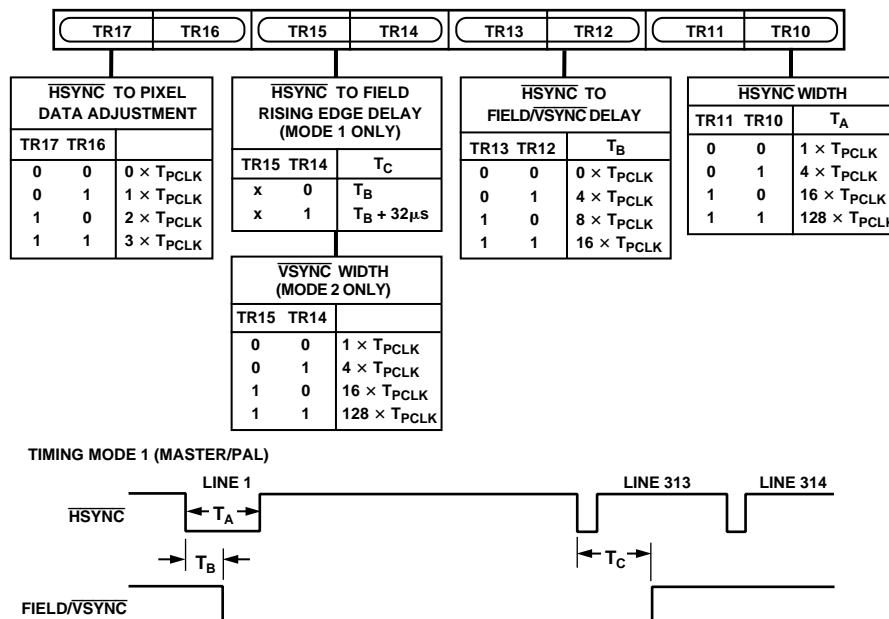 TR17 TR16 TR15 TR14 TR13 TR12 TR11 TR10
HSYNC TO PIXEL
DATA ADJUSTMENT
TR17 TR16
0 0 0 × TPCLK
0 1 1 × TPCLK
1 0 2 × TPCLK
1 1 3 × TPCLK
HSYNC TO FIELD
RISING EDGE DELAY
(MODE 1 ONLY)
TR15 TR14 TC
x 0 TB
x 1 TB + 32μs
VSYNC WIDTH
(MODE 2 ONLY)
TR15 TR14
0 0 1 × TPCLK
0 1 4 × TPCLK
1 0 16 × TPCLK
1 1 128 × TPCLK
HSYNC TO
FIELD/VSYNC DELAY
TR13 TR12 TB
0 0 0 × TPCLK
0 1 4 × TPCLK
1 0 8 × TPCLK
1 1 16 × TPCLK
HSYNC WIDTH
TR11 TR10 TA
0 0 1 × TPCLK
0 1 4 × TPCLK
1 0 16 × TPCLK
1 1 128 × TPCLK
TIMING MODE 1 (MASTER/PAL)
LINE 1 LINE 313 LINE 314
HSYNC
TA
TB
TC
FIELD/VSYNC